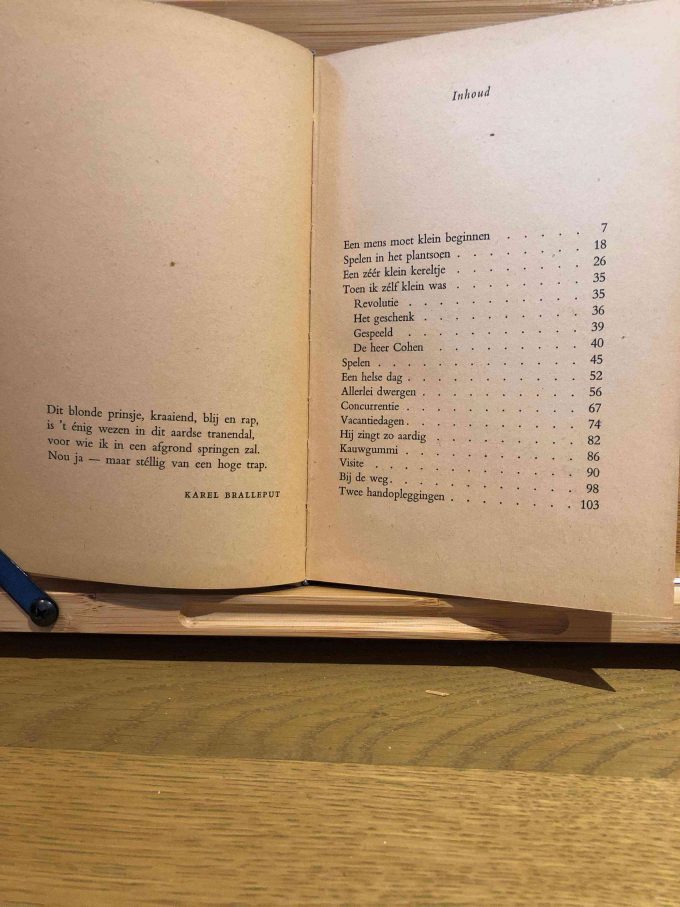 Dit blonde prinsje, kraaiend, blij en rap,
is 't énig wezen in dit aardse tranendal,
voor wie ik in een afgrond springen zal.
Nou ja — maar stéllig van een hoge trap.
KAREL BRALLEPUT
Inhoud
Een mens moet klein beginnen . . . . . 7
Spelen in het plantsoen . . . . . . . 18
Een zéér klein kereltje . . . . . . . 26
Toen ik zélf klein was . . . . . . . 35
Revolutie . . . . . . . . . 35
Het geschenk . . . . . . . . 36
Gespeeld . . . . . . . . . 39
De heer Cohen . . . . . . . 40
Spelen . . . . . . . . . . 45
Een helse dag . . . . . . . . . 52
Allerlei dwergen . . . . . . . . 56
Concurrentie . . . . . . . . . 67
Vacantiedagen . . . . . . . . 74
Hij zingt zo aardig . . . . . . . . 82
Kauwgummi . . . . . . . . . 86
Visite . . . . . . . . . . 90
Bij de weg . . . . . . . . . 98
Twee handopleggingen . . . . . . . 103